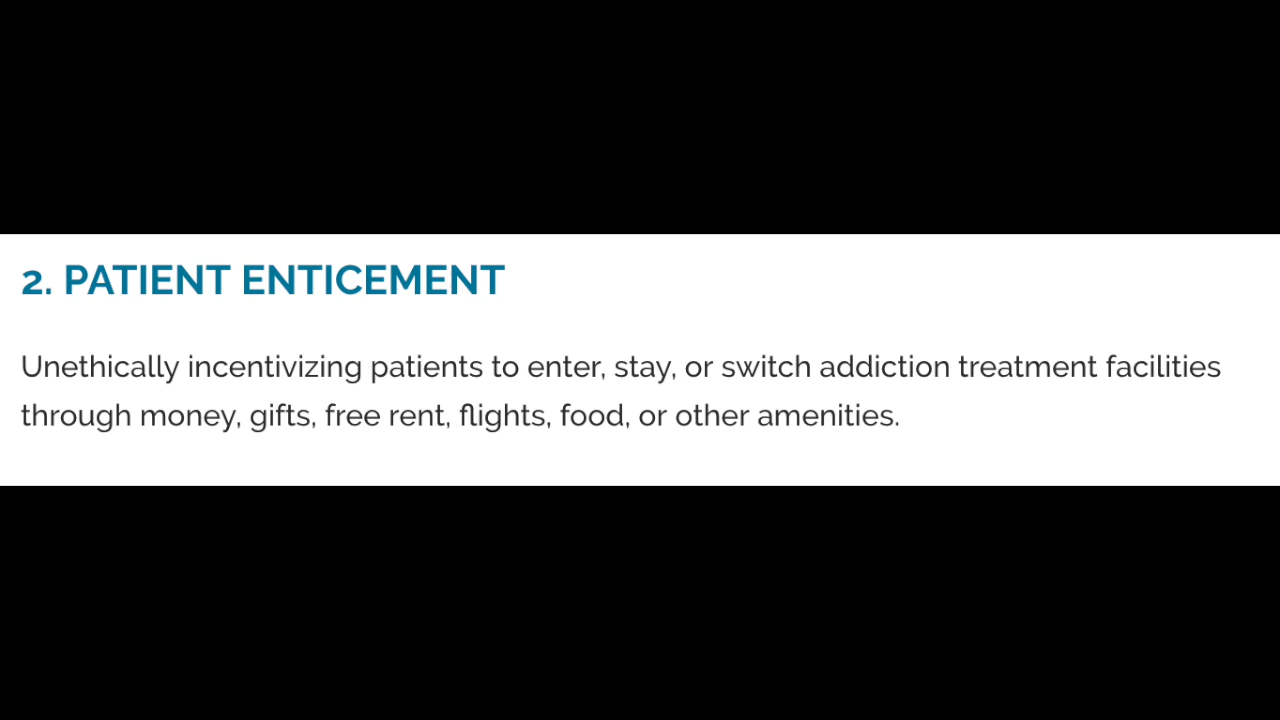 2. PATIENT ENTICEMENT
Unethically incentivizing patients to enter, stay, or switch addiction treatment facilities
through money, gifts, free rent, flights, food, or other amenities.